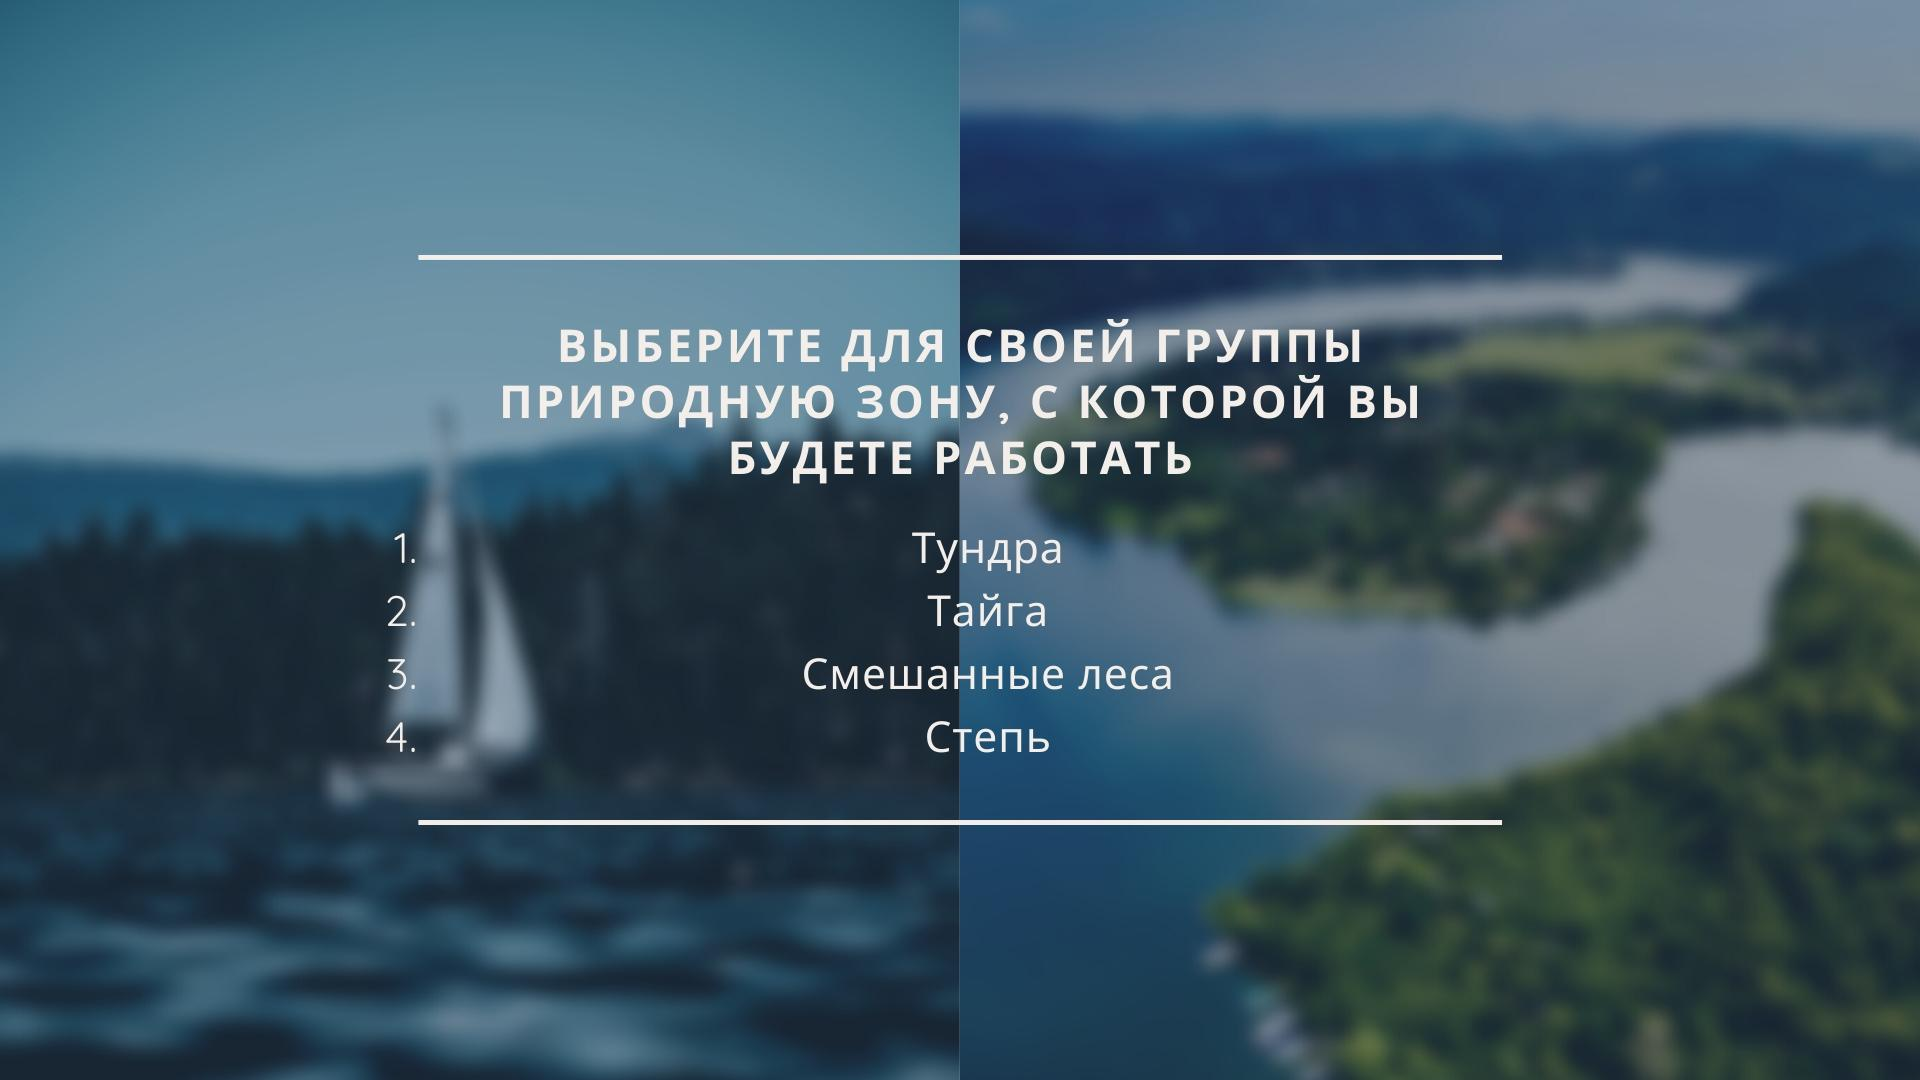 ВЫБЕРИТЕ ДЛЯ СВОЕЙ ГРУППЫ
ПРИРОДНУЮ ЗОНУ, С КОТОРОЙ ВЫ
БУДЕТЕ РАБОТАТЬ
1. Тундра
2. Тайга
3. Смешанные леса
4. Степь